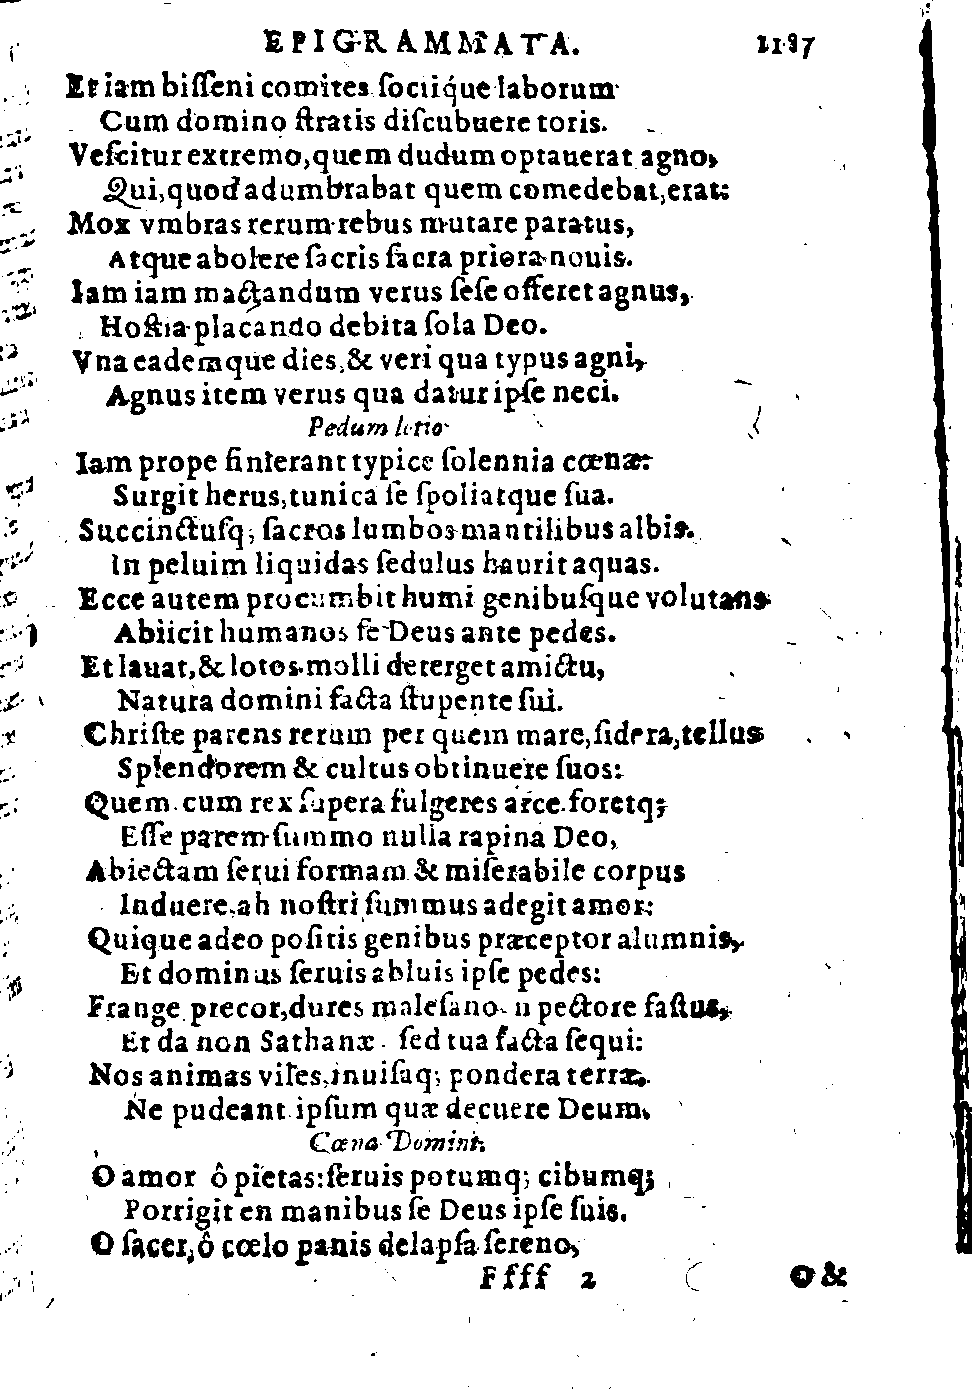 EPIGRAMMATA. 1187
Et iam bisseni comites sociíque laborum
Cum domino stratis discubuere toris.
Vescitur extremo, quem dudum optauerat agno,
Qui, quod adumbrabat quem comedebat, erat:
Mox vmbras rerum rebus mutare paratus,
Atque abolere sacris sacra priora nouis.
Iam iam mactandum verus sese offeret agnus,
Hostia placando debita sola Deo.
Vna eademque dies, & veri qua typus agni,
Agnus item verus qua datur ipse neci.
Pedum lotio
Iam prope finierant typicę solennia cœnæ:
Surgit herus, tunica se spoliatque sua.
Succinctusq; sacros lumbos mantilibus albis.
In peluim liquidas sedulus haurit aquas.
Ecce autem procumbit humi genibusque volutans
Abiicit humanos se Deus ante pedes.
Et lauat, & lotos molli deterget amictu,
Natura domini facta stupente sui.
Christe parens rerum per quem mare, sidera, tellus
Splendorem & cultus obtinuere suos:
Quem cum rex supera fulgeres arce foretq;
Esse parem summo nulla rapina Deo,
Abiectam serui formam & miserabile corpus
Induere, ah nostri summus adegit amor:
Quique adeo positis genibus præceptor alumnis,
Et dominus seruis abluis ipse pedes:
Frange precor, dures malesano n pectore fastus,
Et da non Sathanæ sed tua facta sequi:
Nos animas viles, inuisaq; pondera terræ.
Ne pudeant ipsum quæ decuere Deum.
Cœna Domini.
O amor ô pietas: seruis potumq; cibumq;
Porrigit en manibus se Deus ipse suis.
O sacer, ô cœlo panis delapsa sereno,
Ffff 2 O &